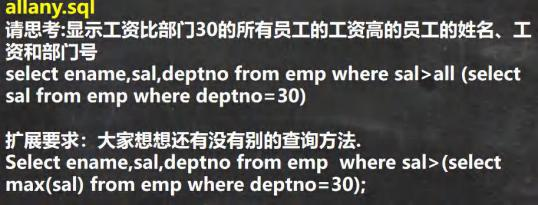 allany.sql
请思考:显示工资比部门30的所有员工的工资高的员工的姓名、工
资和部门号
select ename,sal,deptno from emp where sal>all (select
sal from emp where deptno=30)
扩展要求：大家想想还有没有别的查询方法.
Select ename,sal,deptno from emp  where sal>(select
max(sal) from emp where deptno=30);